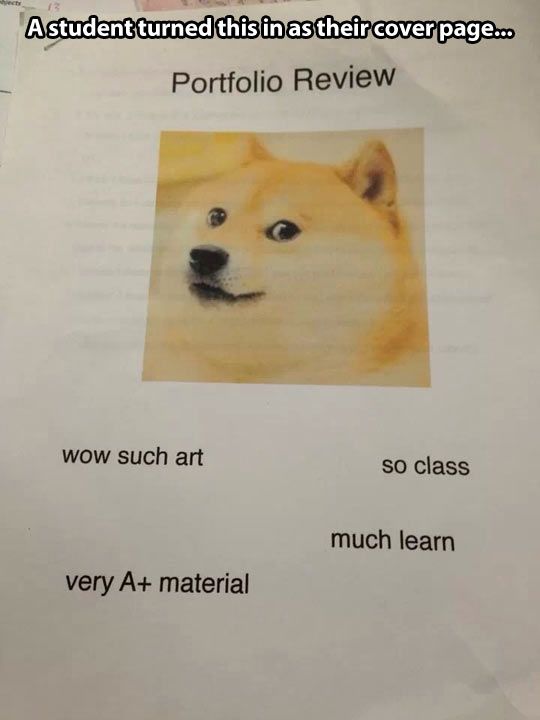 A student turned this in as their cover page...
Portfolio Review
wow such art
so class
much learn
very A+ material